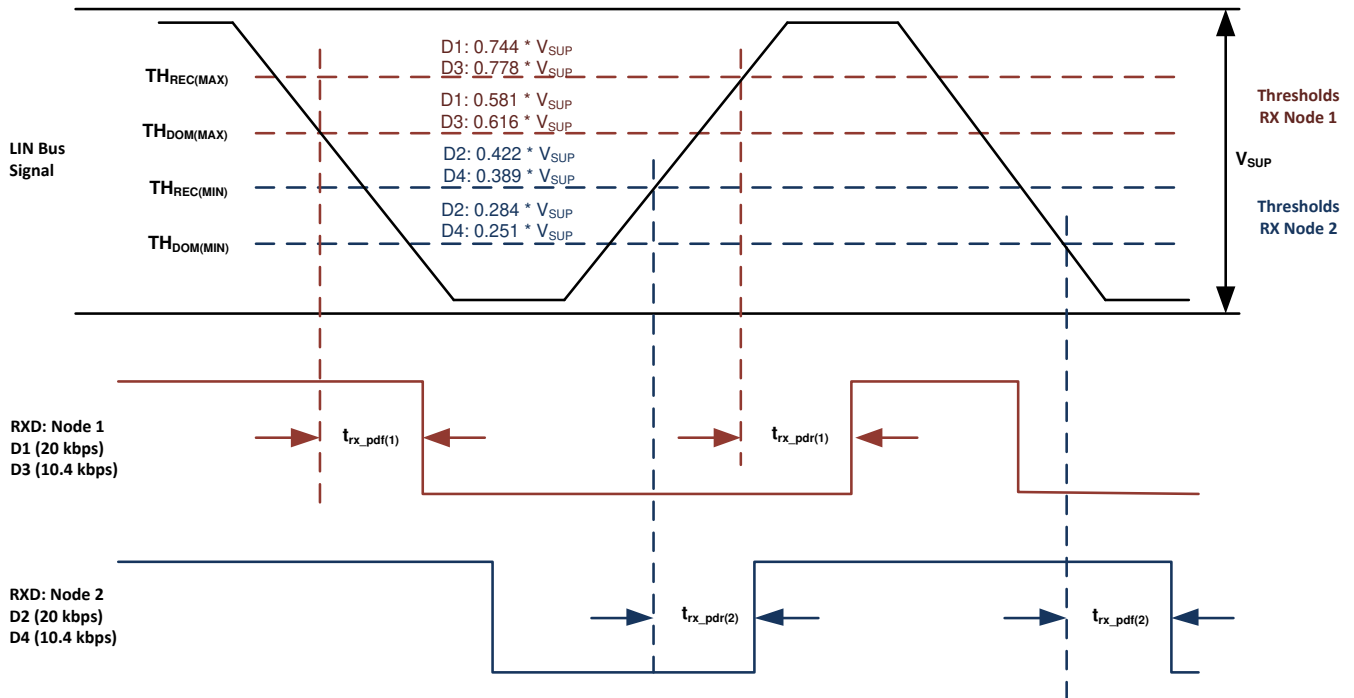 D1: 0.744 * VSUP
THREC(MAX)
D3: 0.778 * VSUP
D1: 0.581 * VSUP
THDOM(MAX)
D3: 0.616 * VSUP
Thresholds
RX Node 1
LIN Bus
Signal
D2: 0.422 * VSUP
THREC(MIN)
D4: 0.389 * VSUP
VSUP
D2: 0.284 * VSUP
THDOM(MIN)
D4: 0.251 * VSUP
Thresholds
RX Node 2
RXD: Node 1
D1 (20 kbps)
D3 (10.4 kbps)
trx_pdf(1)
trx_pdr(1)
RXD: Node 2
D2 (20 kbps)
D4 (10.4 kbps)
trx_pdr(2)
trx_pdf(2)